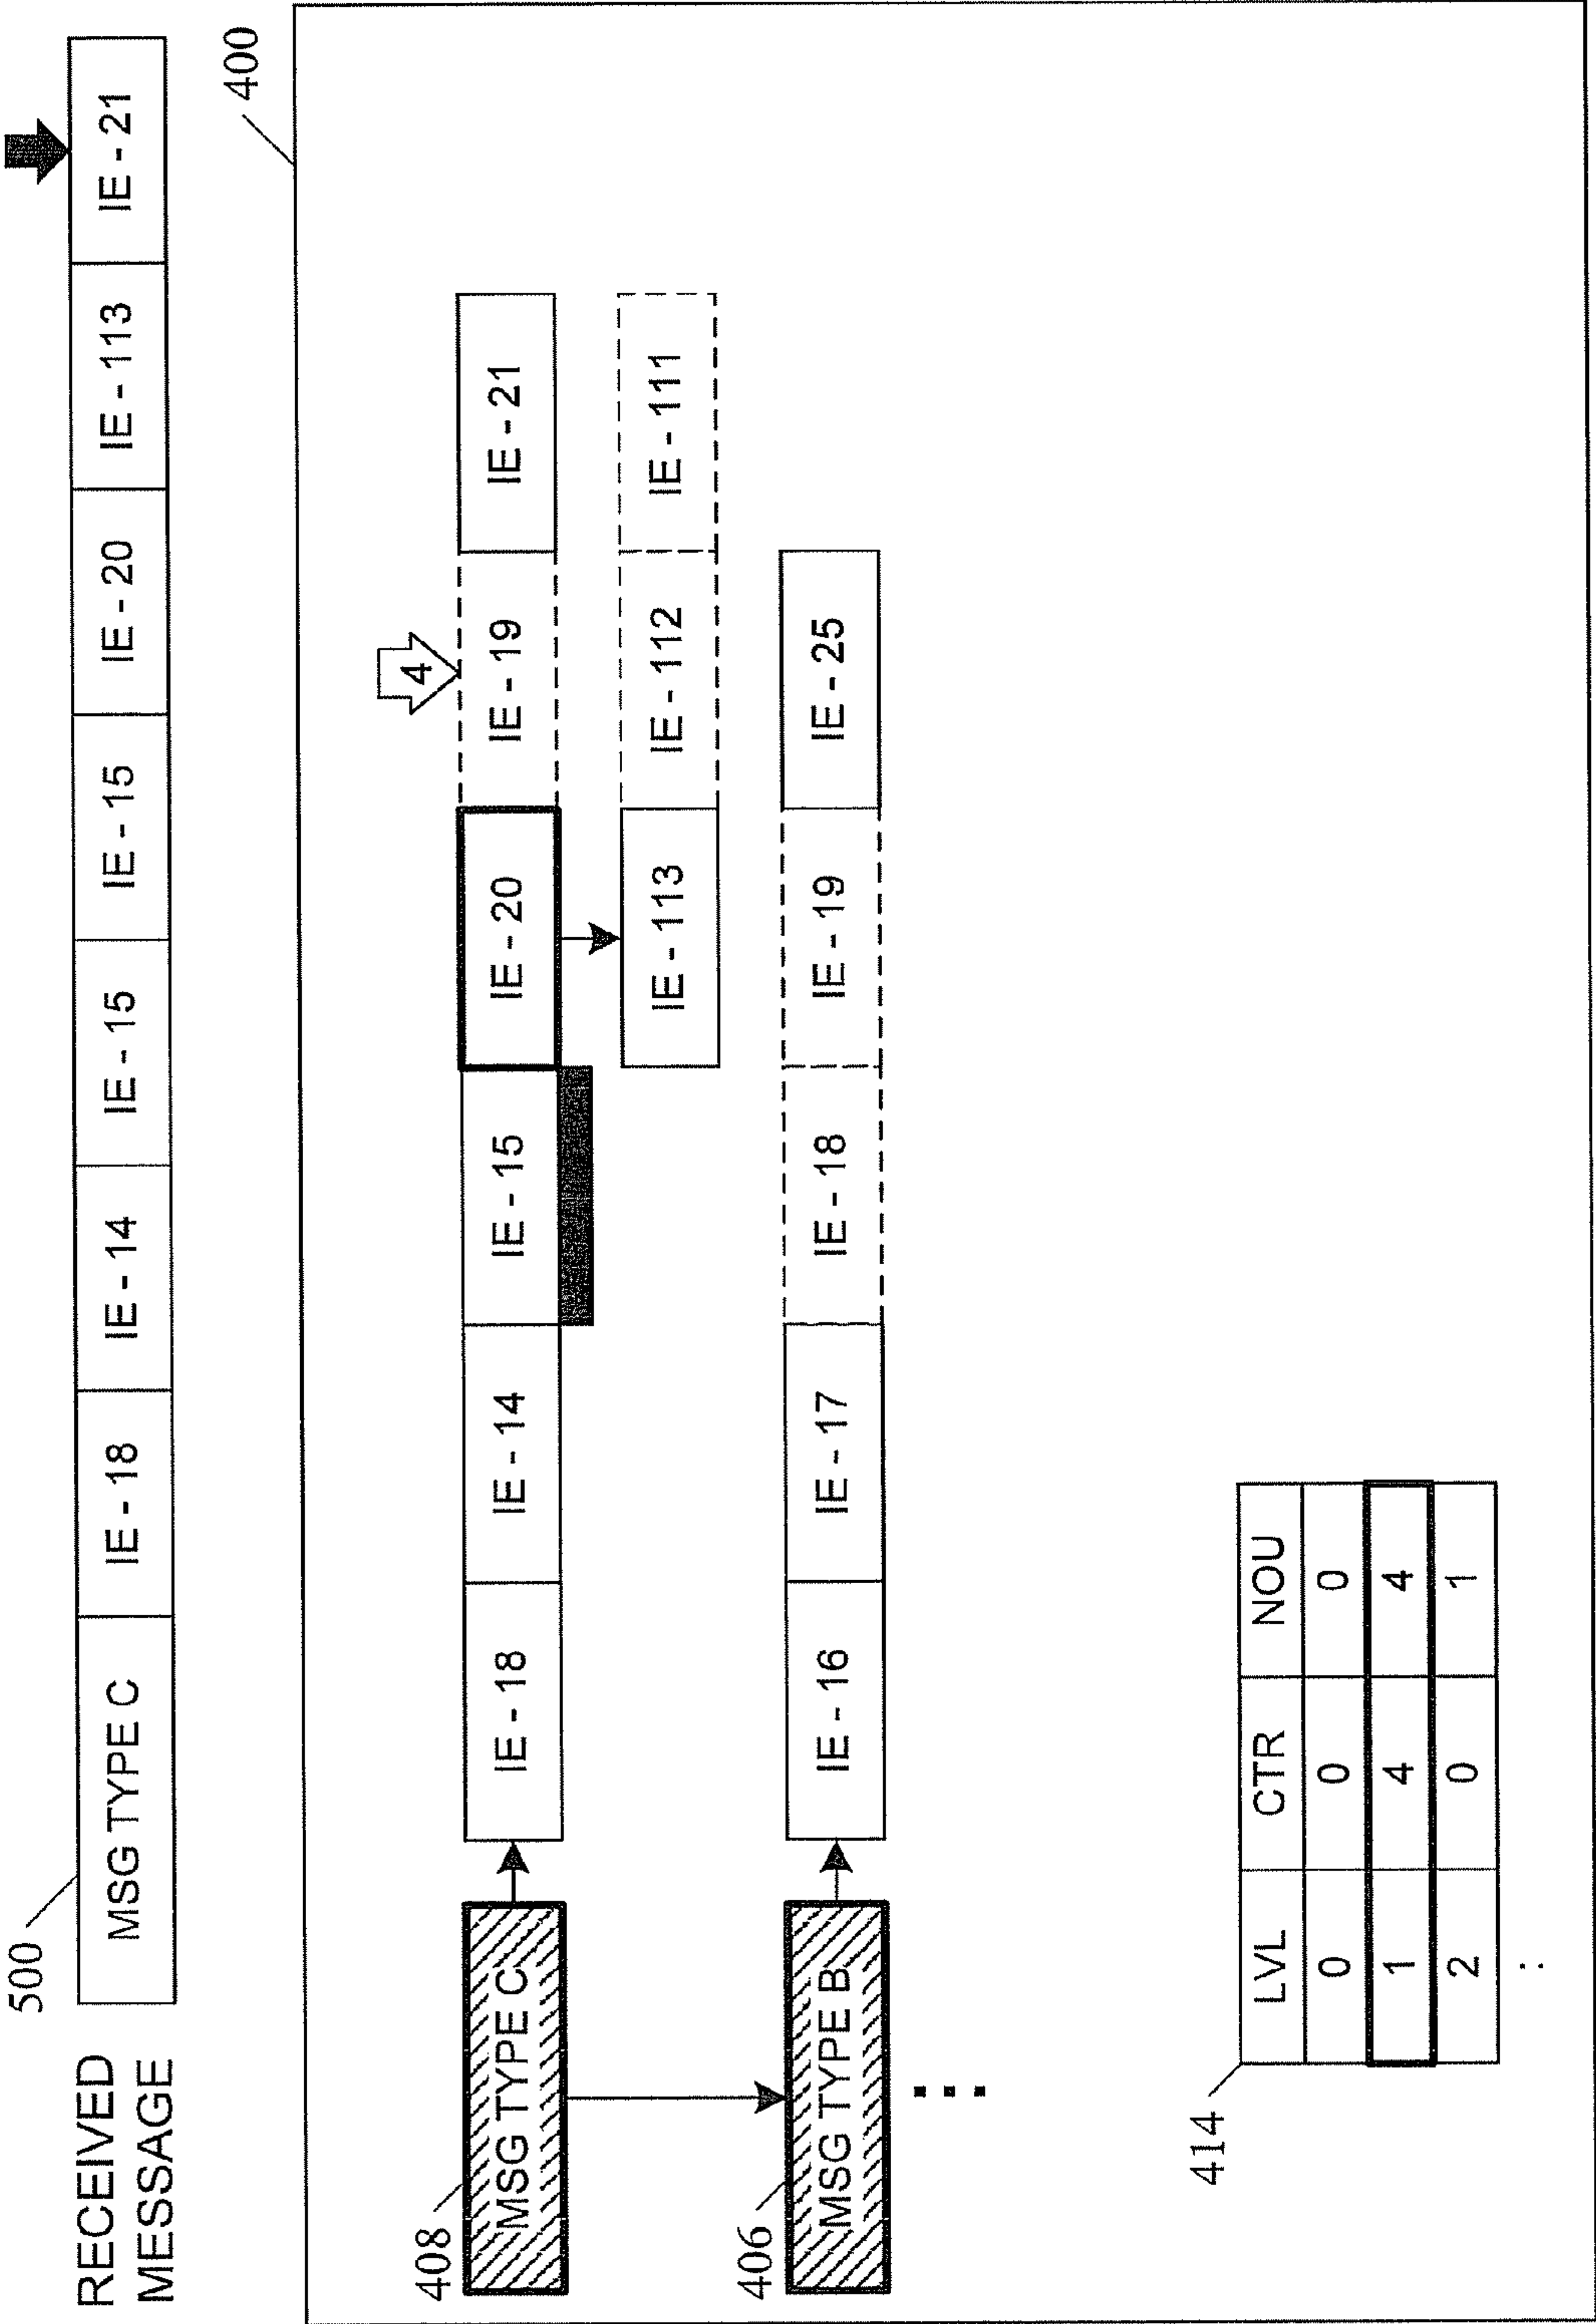 500
RECEIVED MESSAGE
MSG TYPE C IE - 18 IE - 14 IE - 15 IE - 15 IE - 20 IE - 113 IE - 21
400
4
408
MSG TYPE C IE - 18 IE - 14 IE - 15 IE - 20 IE - 19 IE - 21
IE - 113 IE - 112 IE - 111
406
MSG TYPE B IE - 16 IE - 17 IE - 18 IE - 19 IE - 25
414
LVL CTR NOU
0 0 0
1 4 4
2 0 1